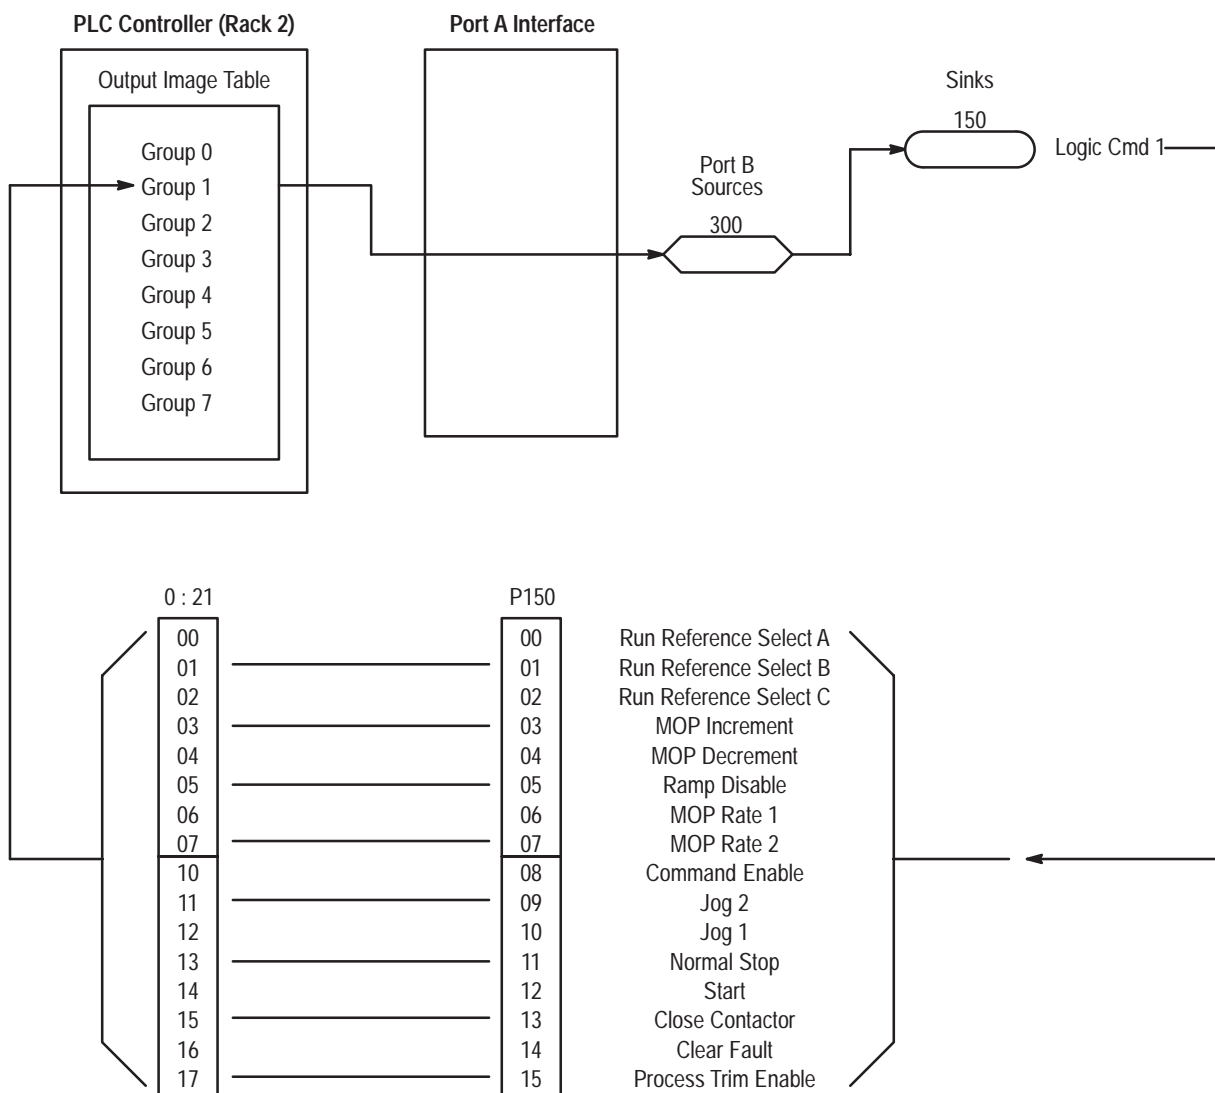 PLC Controller (Rack 2)
Port A Interface
Output Image Table
Sinks
150
Logic Cmd 1
Group 0
Group 1
Group 2
Group 3
Group 4
Group 5
Group 6
Group 7
Port B
Sources
300
0 : 21
P150
00 00 Run Reference Select A
01 01 Run Reference Select B
02 02 Run Reference Select C
03 03 MOP Increment
04 04 MOP Decrement
05 05 Ramp Disable
06 06 MOP Rate 1
07 07 MOP Rate 2
10 08 Command Enable
11 09 Jog 2
12 10 Jog 1
13 11 Normal Stop
14 12 Start
15 13 Close Contactor
16 14 Clear Fault
17 15 Process Trim Enable